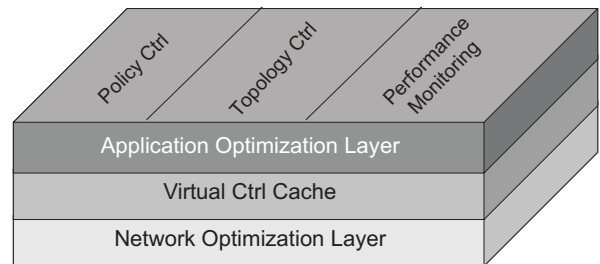 Policy Ctrl
Topology Ctrl
Performance
Monitoring
Application Optimization Layer
Virtual Ctrl Cache
Network Optimization Layer